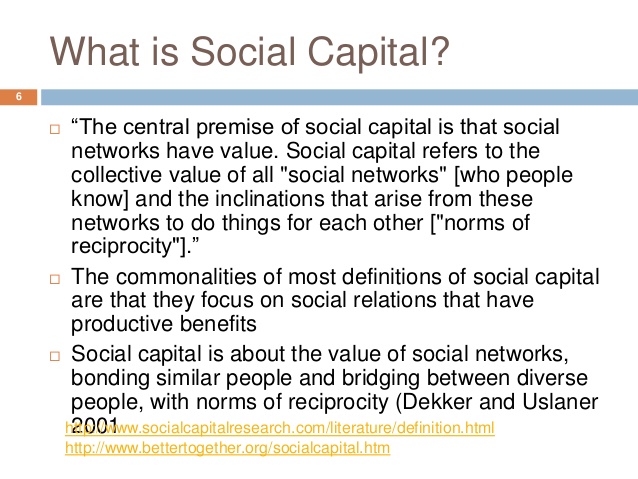 What is Social Capital?
6
“The central premise of social capital is that social
networks have value. Social capital refers to the
collective value of all "social networks" [who people
know] and the inclinations that arise from these
networks to do things for each other ["norms of
reciprocity"].”
The commonalities of most definitions of social capital
are that they focus on social relations that have
productive benefits
Social capital is about the value of social networks,
bonding similar people and bridging between diverse
people, with norms of reciprocity (Dekker and Uslaner
2001
http://www.socialcapitalresearch.com/literature/definition.html
http://www.bettertogether.org/socialcapital.htm